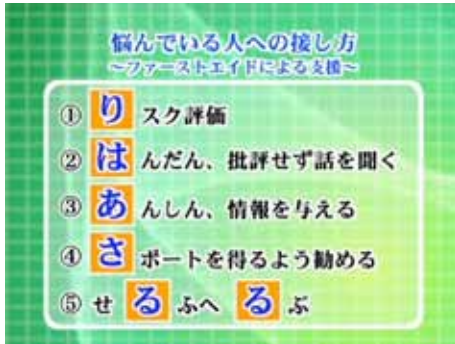 悩んでいる人への接し方
～ファーストエイドによる支援～
① りスク評価
② はんだん、批評せず話を聞く
③ あんしん、情報を与える
④ さポートを得るよう勧める
⑤ せるふへるぶ